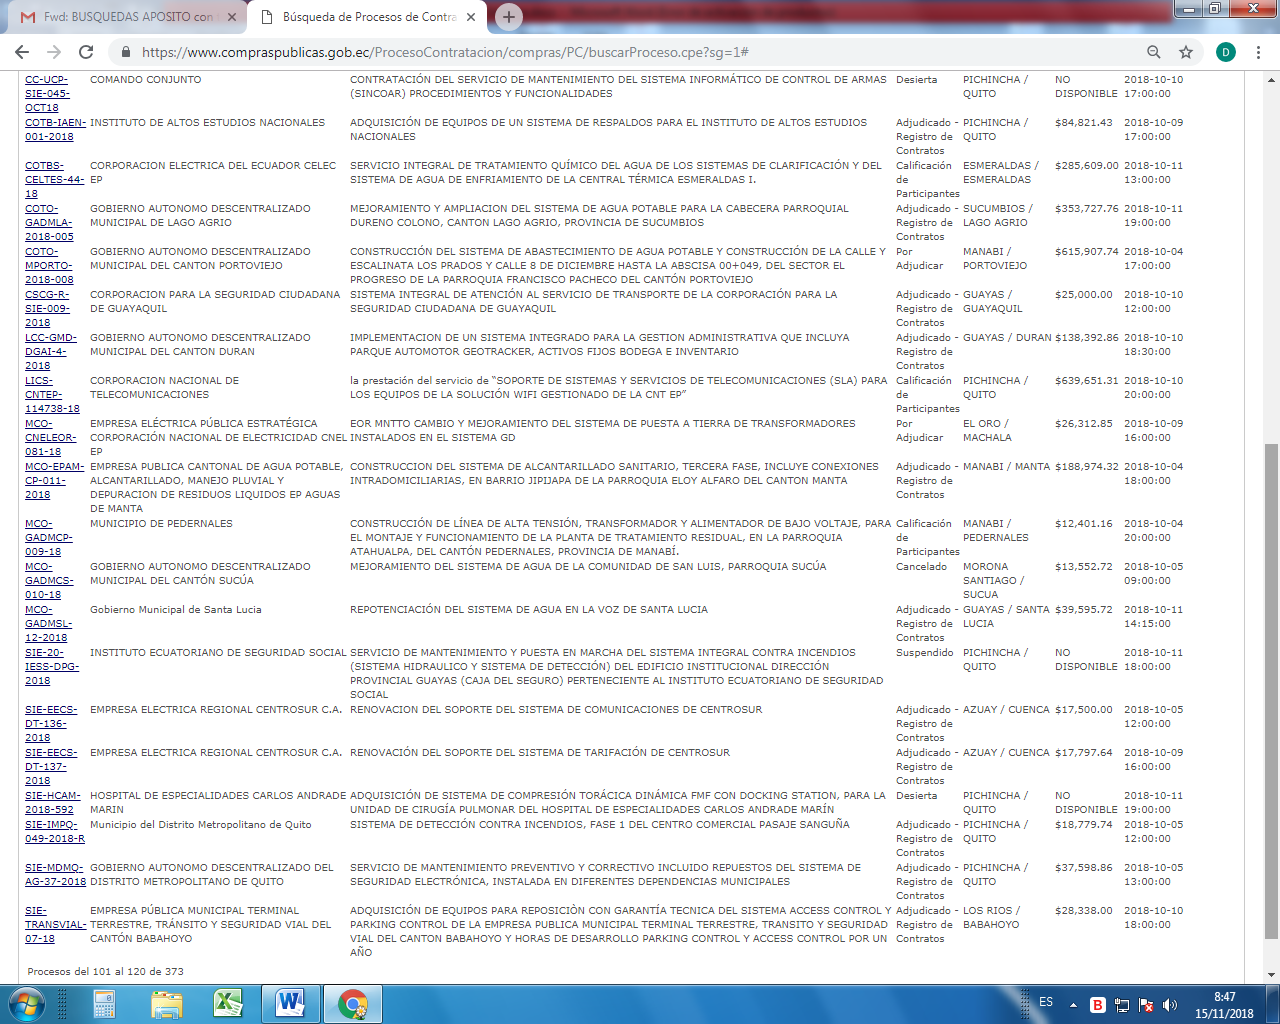 Fwd: BUSQUEDAS APOSITO con
Búsqueda de Procesos de Contra
https://www.compraspublicas.gob.ec/ProcesoContratacion/compras/PC/buscarProceso.cpe?sg=1#
D
CC-UCP- COMANDO CONJUNTO CONTRATACIÓN DEL SERVICIO DE MANTENIMIENTO DEL SISTEMA INFORMÁTICO DE CONTROL DE ARMAS Desierta PICHINCHA / NO 2018-10-10
SIE-045- (SINCOAR) PROCEDIMIENTOS Y FUNCIONALIDADES QUITO DISPONIBLE 17:00:00
OCT18
COTB-IAEN- INSTITUTO DE ALTOS ESTUDIOS NACIONALES ADQUISICIÓN DE EQUIPOS DE UN SISTEMA DE RESPALDOS PARA EL INSTITUTO DE ALTOS ESTUDIOS Adjudicado - PICHINCHA / $84,821.43 2018-10-09
001-2018 NACIONALES Registro de QUITO 17:00:00
Contratos
COTBS- CORPORACION ELECTRICA DEL ECUADOR CELEC SERVICIO INTEGRAL DE TRATAMIENTO QUÍMICO DEL AGUA DE LOS SISTEMAS DE CLARIFICACIÓN Y DEL Calificación ESMERALDAS / $285,609.00 2018-10-11
CELTES-44- EP SISTEMA DE AGUA DE ENFRIAMIENTO DE LA CENTRAL TÉRMICA ESMERALDAS I. de ESMERALDAS 13:00:00
18 Participantes
COTO- GOBIERNO AUTONOMO DESCENTRALIZADO MEJORAMIENTO Y AMPLIACION DEL SISTEMA DE AGUA POTABLE PARA LA CABECERA PARROQUIAL Adjudicado - SUCUMBIOS / $353,727.76 2018-10-11
GADMLA- MUNICIPAL DE LAGO AGRIO DURENO COLONO, CANTON LAGO AGRIO, PROVINCIA DE SUCUMBIOS Registro de LAGO AGRIO 19:00:00
2018-005 Contratos
COTO- GOBIERNO AUTONOMO DESCENTRALIZADO CONSTRUCCIÓN DEL SISTEMA DE ABASTECIMIENTO DE AGUA POTABLE Y CONSTRUCCIÓN DE LA CALLE Y Por MANABI / $615,907.74 2018-10-04
MPORTO- MUNICIPAL DEL CANTON PORTOVIEJO ESCALINATA LOS PRADOS Y CALLE 8 DE DICIEMBRE HASTA LA ABSCISA 00+049, DEL SECTOR EL Adjudicar PORTOVIEJO 17:00:00
2018-008 PROGRESO DE LA PARROQUIA FRANCISCO PACHECO DEL CANTÓN PORTOVIEJO
CSCG-R- CORPORACION PARA LA SEGURIDAD CIUDADANA SISTEMA INTEGRAL DE ATENCIÓN AL SERVICIO DE TRANSPORTE DE LA CORPORACIÓN PARA LA Adjudicado - GUAYAS / $25,000.00 2018-10-10
SIE-009- DE GUAYAQUIL SEGURIDAD CIUDADANA DE GUAYAQUIL Registro de GUAYAQUIL 12:00:00
2018 Contratos
LCC-GMD- GOBIERNO AUTONOMO DESCENTRALIZADO IMPLEMENTACION DE UN SISTEMA INTEGRADO PARA LA GESTION ADMINISTRATIVA QUE INCLUYA Adjudicado - GUAYAS / DURAN $138,392.86 2018-10-10
DGAI-4- MUNICIPAL DEL CANTON DURAN PARQUE AUTOMOTOR GEOTRACKER, ACTIVOS FIJOS BODEGA E INVENTARIO Registro de 18:30:00
2018 Contratos
LICS- CORPORACION NACIONAL DE la prestación del servicio de “SOPORTE DE SISTEMAS Y SERVICIOS DE TELECOMUNICACIONES (SLA) PARA Calificación PICHINCHA / $639,651.31 2018-10-10
CNTEP- TELECOMUNICACIONES LOS EQUIPOS DE LA SOLUCIÓN WIFI GESTIONADO DE LA CNT EP” de QUITO 20:00:00
114738-18 Participantes
MCO- EMPRESA ELÉCTRICA PÚBLICA ESTRATÉGICA EOR MNTTO CAMBIO Y MEJORAMIENTO DEL SISTEMA DE PUESTA A TIERRA DE TRANSFORMADORES Por EL ORO / $26,312.85 2018-10-09
CNELEOR- CORPORACIÓN NACIONAL DE ELECTRICIDAD CNEL INSTALADOS EN EL SISTEMA GD Adjudicar MACHALA 16:00:00
081-18 EP
MCO-EPAM- EMPRESA PUBLICA CANTONAL DE AGUA POTABLE, CONSTRUCCION DEL SISTEMA DE ALCANTARILLADO SANITARIO, TERCERA FASE, INCLUYE CONEXIONES Adjudicado - MANABI / MANTA $188,974.32 2018-10-04
CP-011- ALCANTARILLADO, MANEJO PLUVIAL Y INTRADOMICILIARIAS, EN BARRIO JIPIJAPA DE LA PARROQUIA ELOY ALFARO DEL CANTON MANTA Registro de 18:00:00
2018 DEPURACION DE RESIDUOS LIQUIDOS EP AGUAS Contratos
DE MANTA
MCO- MUNICIPIO DE PEDERNALES CONSTRUCCIÓN DE LÍNEA DE ALTA TENSIÓN, TRANSFORMADOR Y ALIMENTADOR DE BAJO VOLTAJE, PARA Calificación MANABI / $12,401.16 2018-10-04
GADMCP- EL MONTAJE Y FUNCIONAMIENTO DE LA PLANTA DE TRATAMIENTO RESIDUAL, EN LA PARROQUIA de PEDERNALES 20:00:00
009-18 ATAHUALPA, DEL CANTÓN PEDERNALES, PROVINCIA DE MANABÍ. Participantes
MCO- GOBIERNO AUTONOMO DESCENTRALIZADO MEJORAMIENTO DEL SISTEMA DE AGUA DE LA COMUNIDAD DE SAN LUIS, PARROQUIA SUCÚA Cancelado MORONA $13,552.72 2018-10-05
GADMCS- MUNICIPAL DEL CANTÓN SUCÚA SANTIAGO / 09:00:00
010-18 SUCUA
MCO- Gobierno Municipal de Santa Lucia REPOTENCIACIÓN DEL SISTEMA DE AGUA EN LA VOZ DE SANTA LUCIA Adjudicado - GUAYAS / SANTA $39,595.72 2018-10-11
GADMSL- Registro de LUCIA 14:15:00
12-2018 Contratos
SIE-20- INSTITUTO ECUATORIANO DE SEGURIDAD SOCIAL SERVICIO DE MANTENIMIENTO Y PUESTA EN MARCHA DEL SISTEMA INTEGRAL CONTRA INCENDIOS Suspendido PICHINCHA / NO 2018-10-11
IESS-DPG- (SISTEMA HIDRAULICO Y SISTEMA DE DETECCIÓN) DEL EDIFICIO INSTITUCIONAL DIRECCIÓN QUITO DISPONIBLE 18:00:00
2018 PROVINCIAL GUAYAS (CAJA DEL SEGURO) PERTENECIENTE AL INSTITUTO ECUATORIANO DE SEGURIDAD
SOCIAL
SIE-EECS- EMPRESA ELECTRICA REGIONAL CENTROSUR C.A. RENOVACION DEL SOPORTE DEL SISTEMA DE COMUNICACIONES DE CENTROSUR Adjudicado - AZUAY / CUENCA $17,500.00 2018-10-05
DT-136- Registro de 12:00:00
2018 Contratos
SIE-EECS- EMPRESA ELECTRICA REGIONAL CENTROSUR C.A. RENOVACIÓN DEL SOPORTE DEL SISTEMA DE TARIFACIÓN DE CENTROSUR Adjudicado - AZUAY / CUENCA $17,797.64 2018-10-09
DT-137- Registro de 16:00:00
2018 Contratos
SIE-HCAM- HOSPITAL DE ESPECIALIDADES CARLOS ANDRADE ADQUISICIÓN DE SISTEMA DE COMPRESIÓN TORÁCICA DINÁMICA FMF CON DOCKING STATION, PARA LA Desierta PICHINCHA / NO 2018-10-11
2018-592 MARIN UNIDAD DE CIRUGÍA PULMONAR DEL HOSPITAL DE ESPECIALIDADES CARLOS ANDRADE MARÍN QUITO DISPONIBLE 19:00:00
SIE-IMPQ- Municipio del Distrito Metropolitano de Quito SISTEMA DE DETECCIÓN CONTRA INCENDIOS, FASE 1 DEL CENTRO COMERCIAL PASAJE SANGUÑA Adjudicado - PICHINCHA / $18,779.74 2018-10-05
049-2018-R Registro de QUITO 12:00:00
Contratos
SIE-MDMQ- GOBIERNO AUTONOMO DESCENTRALIZADO DEL SERVICIO DE MANTENIMIENTO PREVENTIVO Y CORRECTIVO INCLUIDO REPUESTOS DEL SISTEMA DE Adjudicado - PICHINCHA / $37,598.86 2018-10-05
AG-37-2018 DISTRITO METROPOLITANO DE QUITO SEGURIDAD ELECTRÓNICA, INSTALADA EN DIFERENTES DEPENDENCIAS MUNICIPALES Registro de QUITO 13:00:00
Contratos
SIE- EMPRESA PÚBLICA MUNICIPAL TERMINAL ADQUISICIÓN DE EQUIPOS PARA REPOSICIÒN CON GARANTÍA TECNICA DEL SISTEMA ACCESS CONTROL Y Adjudicado - LOS RIOS / $28,338.00 2018-10-10
TRANSVIAL- TERRESTRE, TRÁNSITO Y SEGURIDAD VIAL DEL PARKING CONTROL DE LA EMPRESA PUBLICA MUNICIPAL TERMINAL TERRESTRE, TRANSITO Y SEGURIDAD Registro de BABAHOYO 18:00:00
07-18 CANTÓN BABAHOYO VIAL DEL CANTON BABAHOYO Y HORAS DE DESARROLLO PARKING CONTROL Y ACCESS CONTROL POR UN Contratos
AÑO
Procesos del 101 al 120 de 373
ES
8:47
15/11/2018